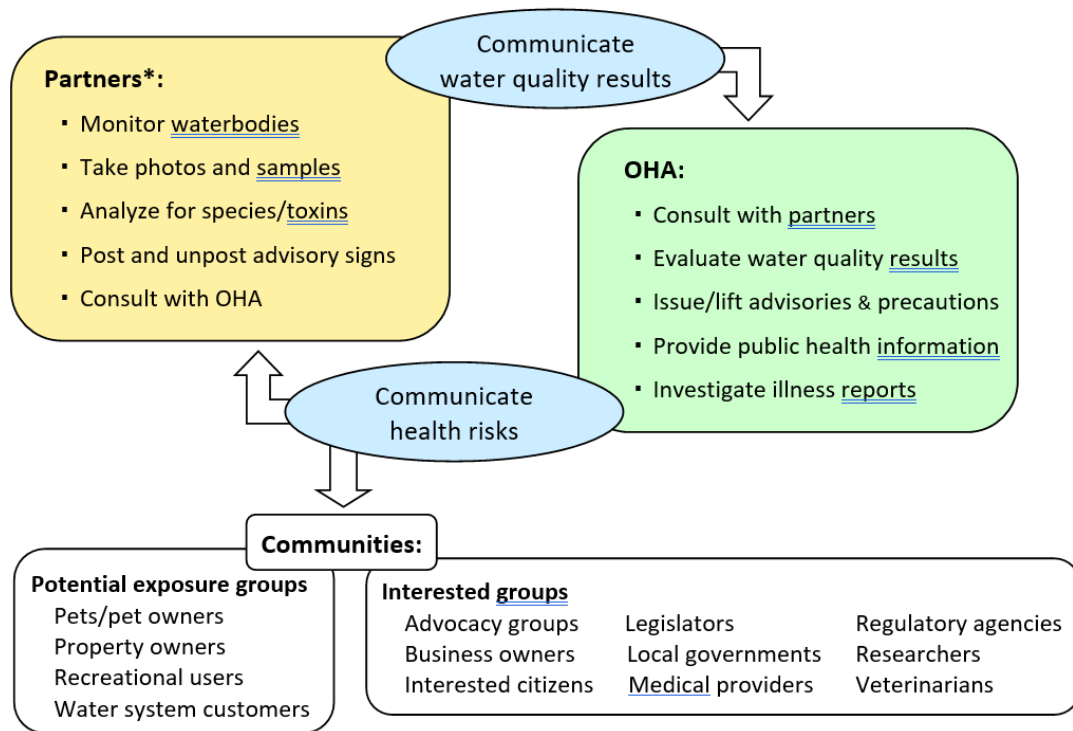 Communicate
water quality results
Partners*:
▪ Monitor waterbodies
▪ Take photos and samples
▪ Analyze for species/toxins
▪ Post and unpost advisory signs
▪ Consult with OHA
OHA:
▪ Consult with partners
▪ Evaluate water quality results
▪ Issue/lift advisories & precautions
▪ Provide public health information
▪ Investigate illness reports
Communicate
health risks
Communities:
Potential exposure groups
Pets/pet owners
Property owners
Recreational users
Water system customers
Interested groups
Advocacy groups Legislators Regulatory agencies
Business owners Local governments Researchers
Interested citizens Medical providers Veterinarians